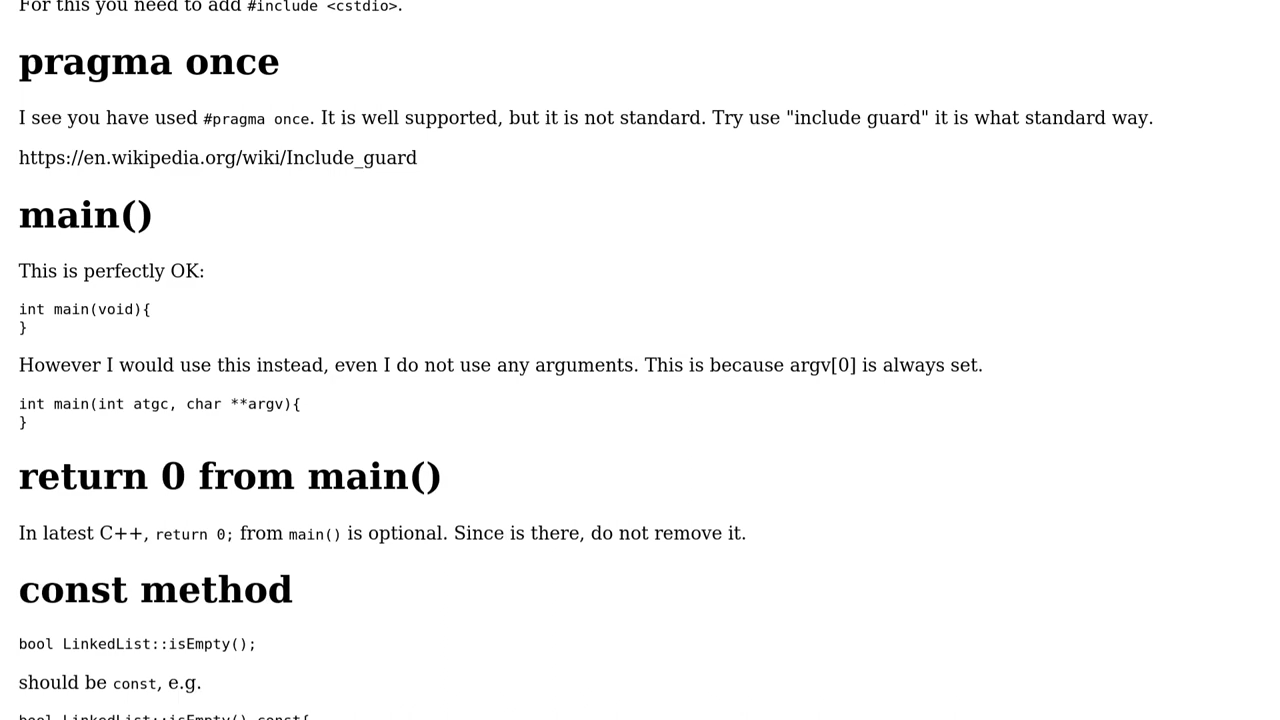 For this you need to add #include <cstdio>.
pragma once
I see you have used #pragma once. It is well supported, but it is not standard. Try use "include guard" it is what standard way.
https://en.wikipedia.org/wiki/Include_guard
main()
This is perfectly OK:
int main(void){
}
However I would use this instead, even I do not use any arguments. This is because argv[0] is always set.
int main(int atgc, char **argv){
}
return 0 from main()
In latest C++, return 0; from main() is optional. Since is there, do not remove it.
const method
bool LinkedList::isEmpty();
should be const, e.g.
bool LinkedList::isEmpty() const{